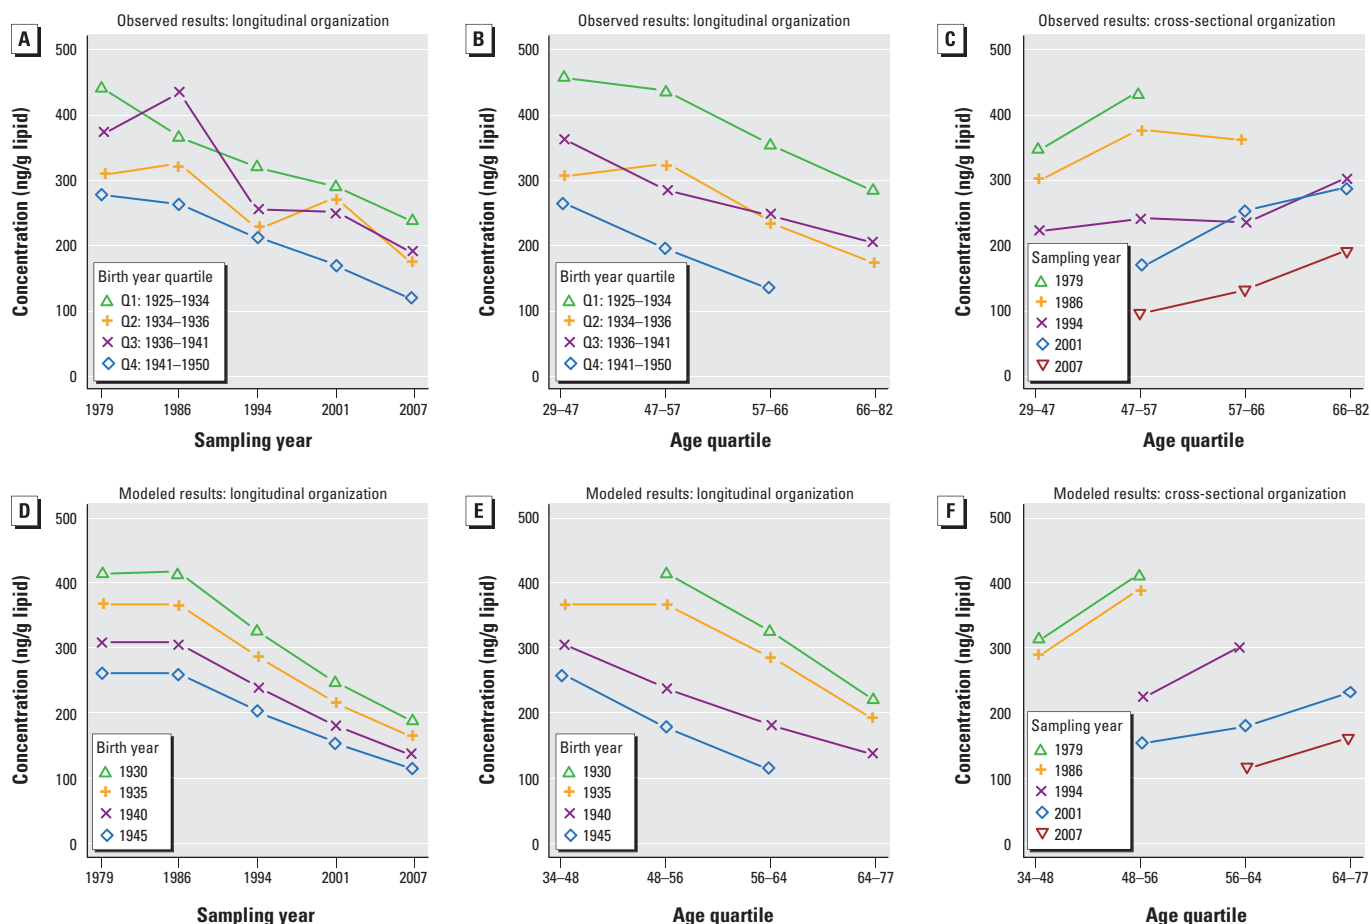 A
Observed results: longitudinal organization
Concentration (ng/g lipid)
500
400
300
200
100
0
Birth year quartile
Q1: 1925–1934
Q2: 1934–1936
Q3: 1936–1941
Q4: 1941–1950
1979 1986 1994 2001 2007
Sampling year
B
Observed results: longitudinal organization
Concentration (ng/g lipid)
500
400
300
200
100
0
Birth year quartile
Q1: 1925–1934
Q2: 1934–1936
Q3: 1936–1941
Q4: 1941–1950
29–47 47–57 57–66 66–82
Age quartile
C
Observed results: cross-sectional organization
Concentration (ng/g lipid)
500
400
300
200
100
0
Sampling year
1979
1986
1994
2001
2007
29–47 47–57 57–66 66–82
Age quartile
D
Modeled results: longitudinal organization
Concentration (ng/g lipid)
500
400
300
200
100
0
Birth year
1930
1935
1940
1945
1979 1986 1994 2001 2007
Sampling year
E
Modeled results: longitudinal organization
Concentration (ng/g lipid)
500
400
300
200
100
0
Birth year
1930
1935
1940
1945
34–48 48–56 56–64 64–77
Age quartile
F
Modeled results: cross-sectional organization
Concentration (ng/g lipid)
500
400
300
200
100
0
Sampling year
1979
1986
1994
2001
2007
34–48 48–56 56–64 64–77
Age quartile